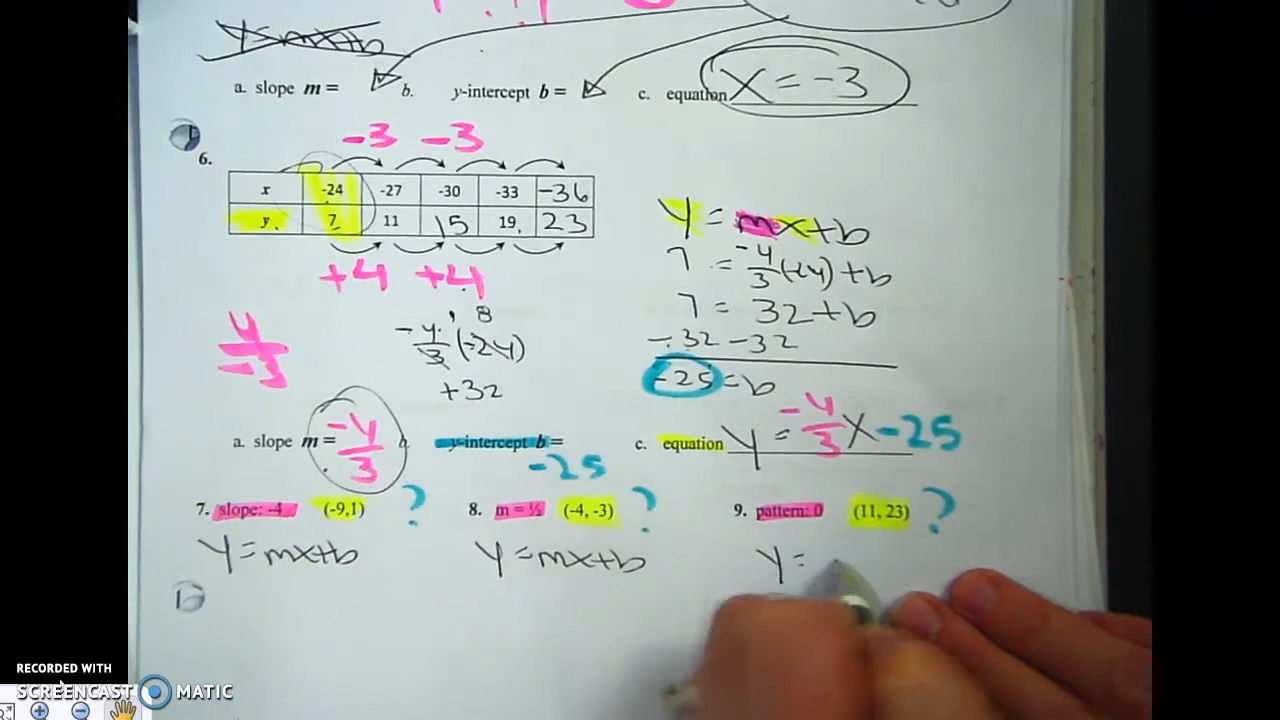 y=mx+b
a. slope m = b. y-intercept b = c. equation x = -3
-3 -3
6.
x -24 -27 -30 -33 -36
y 7 11 15 19 23
+4 +4
4/-3
-4/3 (-24) 8
+32
y = mx+b
7 = -4/3(-24)+b
7 = 32+b
-32 -32
-25 = b
a. slope m = -4/3 b. y-intercept b = -25 c. equation y = -4/3 x -25
7. slope: -4 (-9,1) ?
y=mx+b
8. m = ½ (-4, -3) ?
y=mx+b
9. pattern: 0 (11, 23) ?
y=
RECORDED WITH
SCREENCAST MATIC